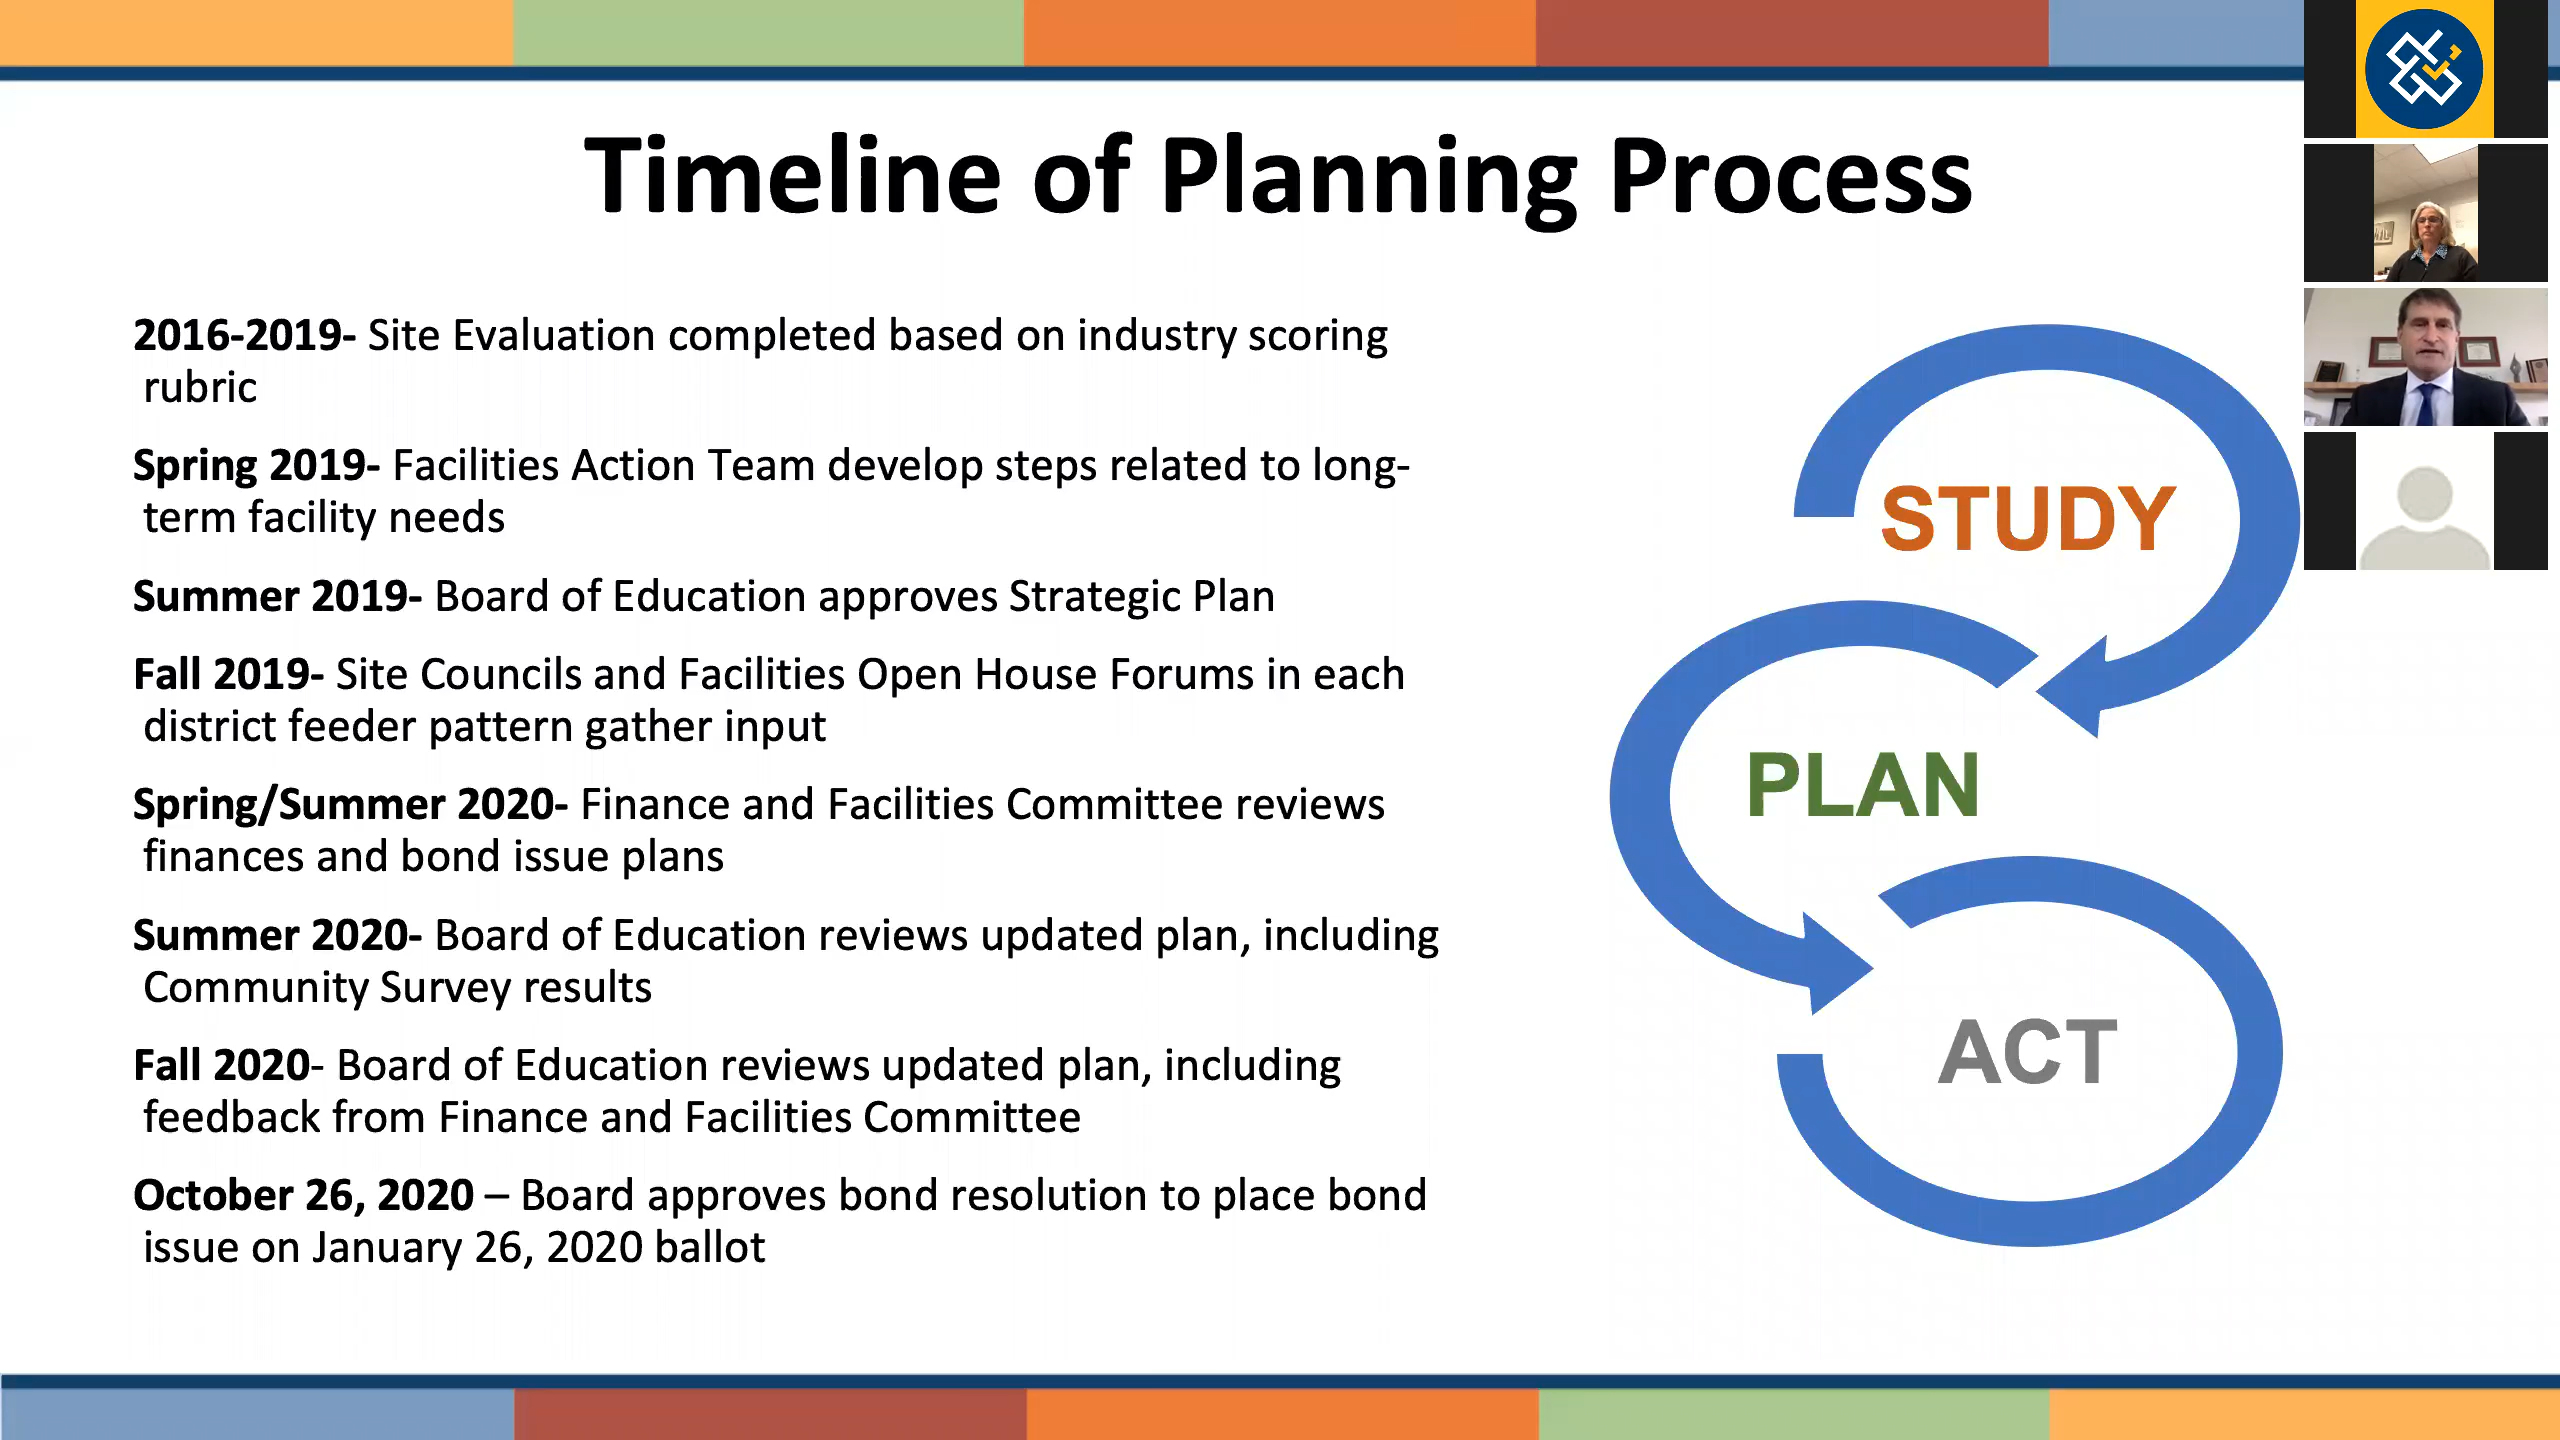 Timeline of Planning Process
2016-2019- Site Evaluation completed based on industry scoring
rubric
Spring 2019- Facilities Action Team develop steps related to long-
term facility needs
Summer 2019- Board of Education approves Strategic Plan
Fall 2019- Site Councils and Facilities Open House Forums in each
district feeder pattern gather input
Spring/Summer 2020- Finance and Facilities Committee reviews
finances and bond issue plans
Summer 2020- Board of Education reviews updated plan, including
Community Survey results
Fall 2020- Board of Education reviews updated plan, including
feedback from Finance and Facilities Committee
October 26, 2020 – Board approves bond resolution to place bond
issue on January 26, 2020 ballot
STUDY
PLAN
ACT